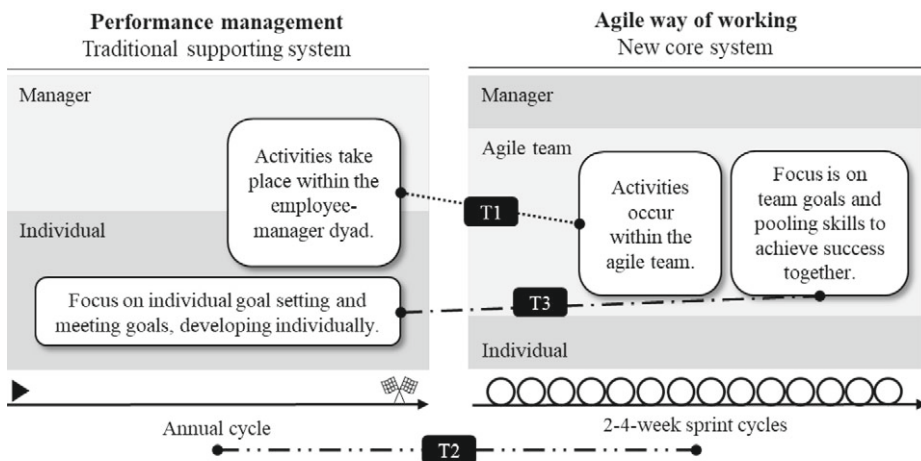 Performance management
Traditional supporting system
Manager
Activities take
place within the
employee-
manager dyad.
Individual
Focus on individual goal setting and
meeting goals, developing individually.
Annual cycle
T1
T3
T2
Agile way of working
New core system
Manager
Agile team
Activities
occur
within the
agile team.
Focus is on
team goals and
pooling skills to
achieve success
together.
Individual
2-4-week sprint cycles